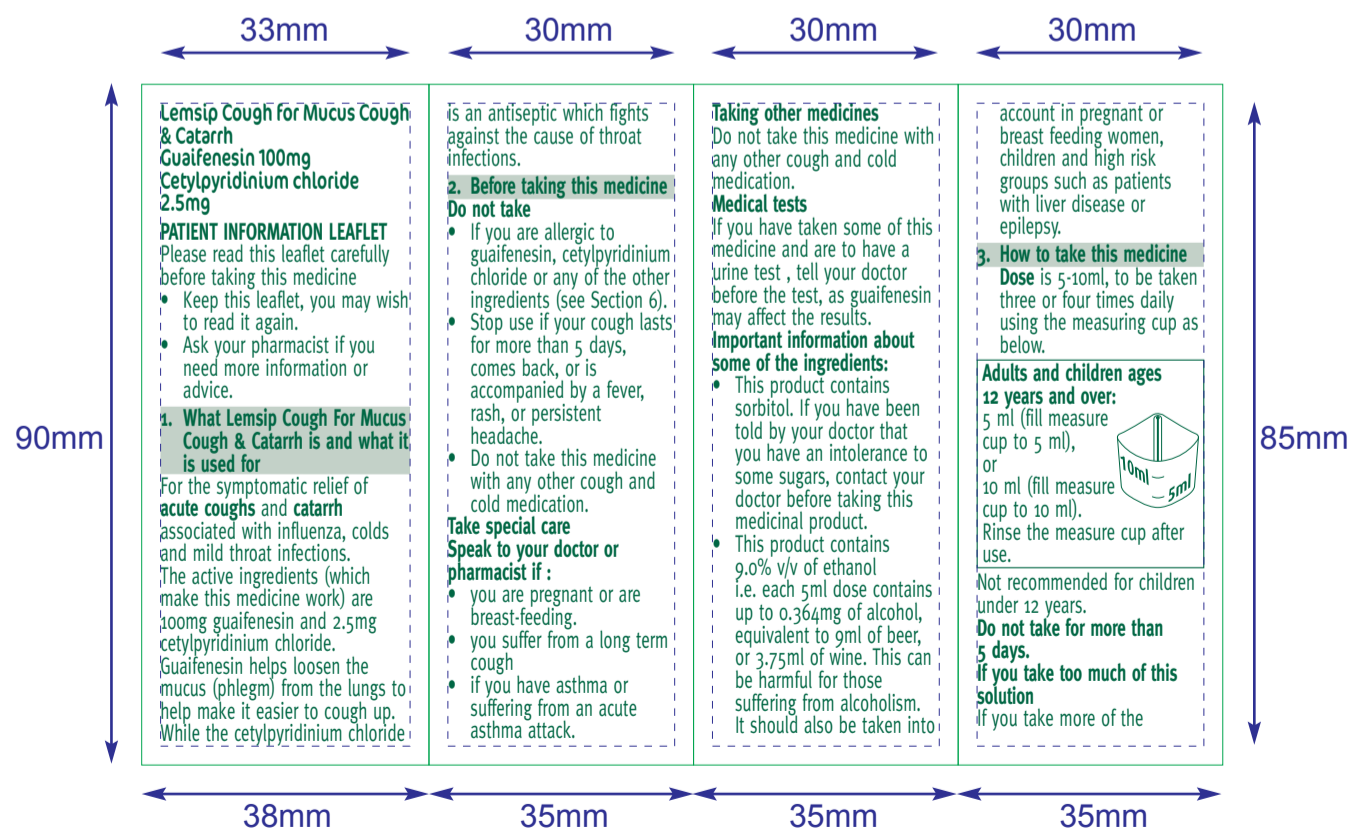 33mm
30mm
30mm
30mm
90mm
Lemsip Cough for Mucus Cough
& Catarrh
Guaifenesin 100mg
Cetylpyridinium chloride
2.5mg
PATIENT INFORMATION LEAFLET
Please read this leaflet carefully
before taking this medicine
• Keep this leaflet, you may wish
to read it again.
• Ask your pharmacist if you
need more information or
advice.
1. What Lemsip Cough For Mucus
Cough & Catarrh is and what it
is used for
For the symptomatic relief of
acute coughs and catarrh
associated with influenza, colds
and mild throat infections.
The active ingredients (which
make this medicine work) are
100mg guaifenesin and 2.5mg
cetylpyridinium chloride.
Guaifenesin helps loosen the
mucus (phlegm) from the lungs to
help make it easier to cough up.
While the cetylpyridinium chloride
is an antiseptic which fights
against the cause of throat
infections.
2. Before taking this medicine
Do not take
• If you are allergic to
guaifenesin, cetylpyridinium
chloride or any of the other
ingredients (see Section 6).
• Stop use if your cough lasts
for more than 5 days,
comes back, or is
accompanied by a fever,
rash, or persistent
headache.
• Do not take this medicine
with any other cough and
cold medication.
Take special care
Speak to your doctor or
pharmacist if :
• you are pregnant or are
breast-feeding.
• you suffer from a long term
cough
• if you have asthma or
suffering from an acute
asthma attack.
Taking other medicines
Do not take this medicine with
any other cough and cold
medication.
Medical tests
If you have taken some of this
medicine and are to have a
urine test , tell your doctor
before the test, as guaifenesin
may affect the results.
Important information about
some of the ingredients:
• This product contains
sorbitol. If you have been
told by your doctor that
you have an intolerance to
some sugars, contact your
doctor before taking this
medicinal product.
• This product contains
9.0% v/v of ethanol
i.e. each 5ml dose contains
up to 0.364mg of alcohol,
equivalent to 9ml of beer,
or 3.75ml of wine. This can
be harmful for those
suffering from alcoholism.
It should also be taken into
account in pregnant or
breast feeding women,
children and high risk
groups such as patients
with liver disease or
epilepsy.
3. How to take this medicine
Dose is 5-10ml, to be taken
three or four times daily
using the measuring cup as
below.
Adults and children ages
12 years and over:
5 ml (fill measure
cup to 5 ml),
or
10 ml (fill measure
cup to 10 ml).
Rinse the measure cup after
use.
10ml
5ml
Not recommended for children
under 12 years.
Do not take for more than
5 days.
If you take too much of this
solution
If you take more of the
85mm
38mm
35mm
35mm
35mm